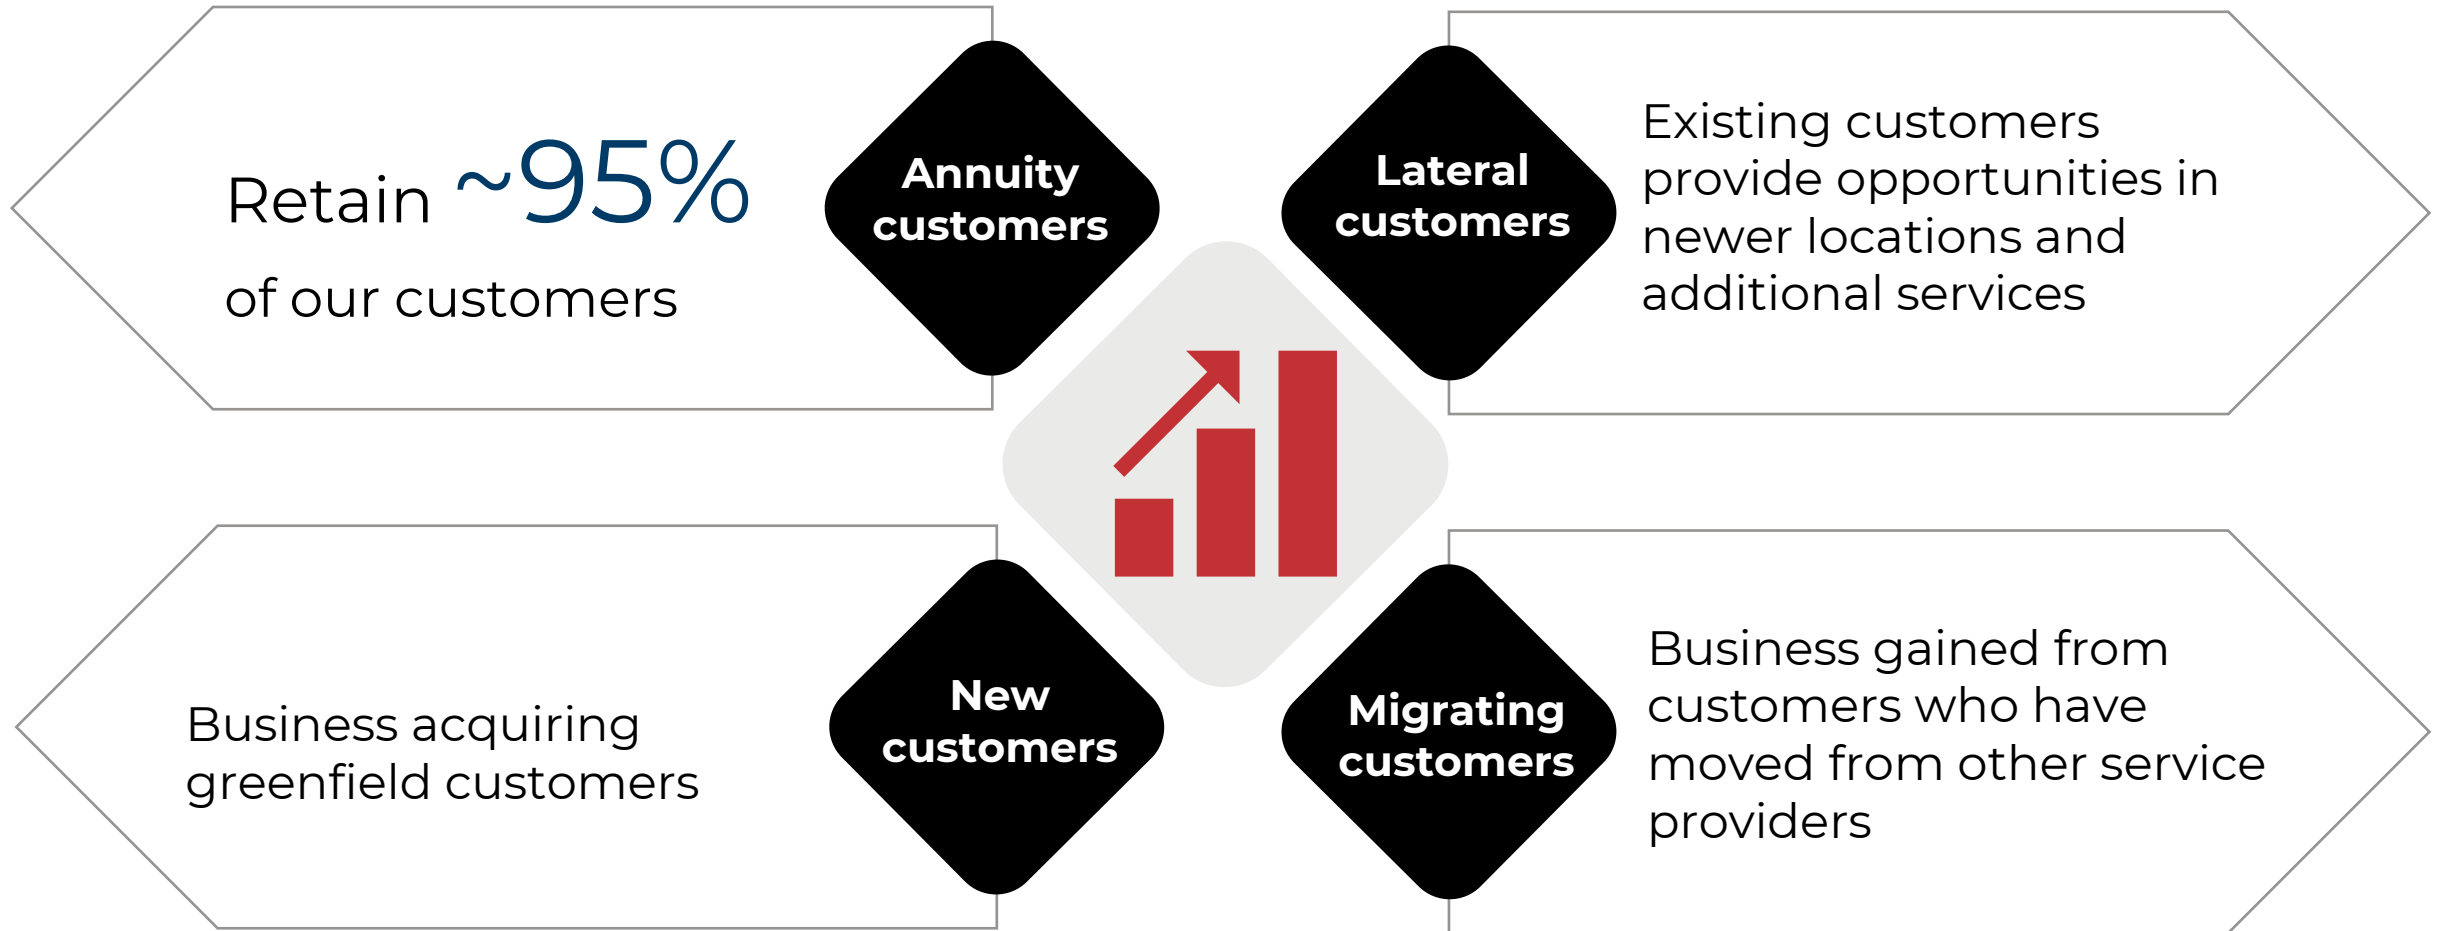 Retain ~95%
of our customers
Annuity
customers
Lateral
customers
Existing customers
provide opportunities in
newer locations and
additional services
Business acquiring
greenfield customers
New
customers
Migrating
customers
Business gained from
customers who have
moved from other service
providers